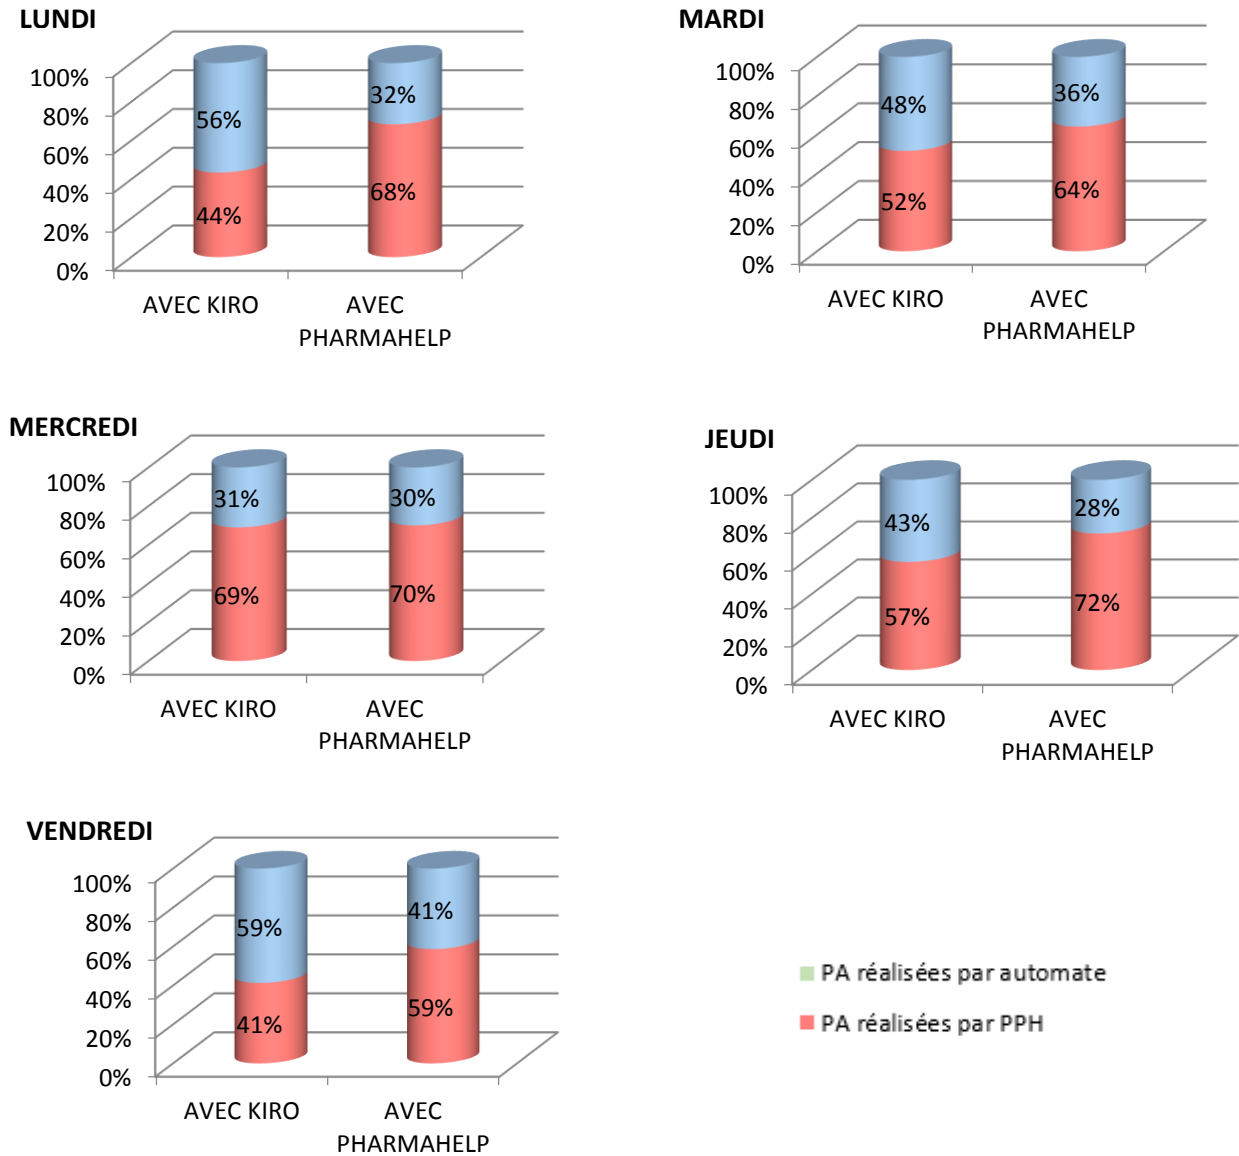 LUNDI
100%
80%
60%
40%
20%
0%
56%
44%
32%
68%
AVEC KIRO
AVEC
PHARMAHELP
MARDI
100%
80%
60%
40%
20%
0%
48%
52%
36%
64%
AVEC KIRO
AVEC
PHARMAHELP
MERCREDI
100%
80%
60%
40%
20%
0%
31%
69%
30%
70%
AVEC KIRO
AVEC
PHARMAHELP
JEUDI
100%
80%
60%
40%
20%
0%
43%
57%
28%
72%
AVEC KIRO
AVEC
PHARMAHELP
VENDREDI
100%
80%
60%
40%
20%
0%
59%
41%
41%
59%
AVEC KIRO
AVEC
PHARMAHELP
PA réalisées par automate
PA réalisées par PPH